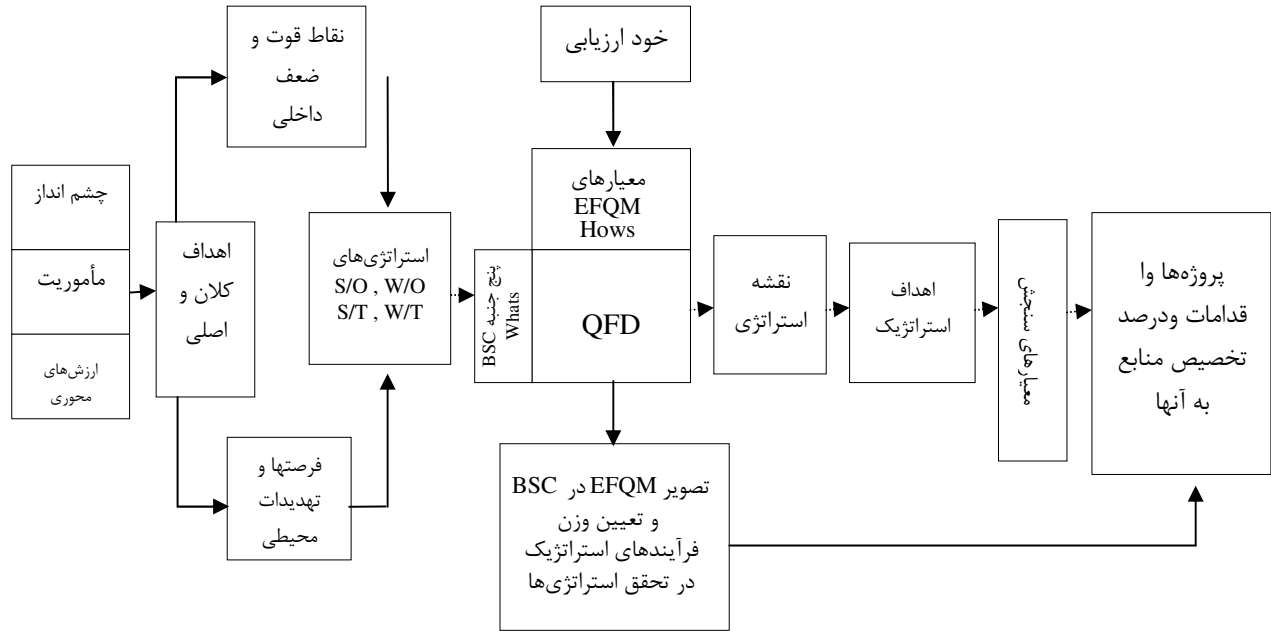 چشم انداز
مأموریت
ارزش‌های
محوری
اهداف
کلان و
اصلی
نقاط قوت و
ضعف
داخلی
فرصتها و
تهدیدات
محیطی
استراتژی‌های
S/O , W/O
S/T , W/T
خود ارزیابی
معیارهای
EFQM
Hows
پنج جنبه BSC
Whats
QFD
تصویر EFQM در BSC
و تعیین وزن
فرآیندهای استراتژیک
در تحقق استراتژی‌ها
نقشه
استراتژی
اهداف
استراتژیک
معیارهای سنجش
پروژه‌ها وا
قدامات ودرصد
تخصیص منابع
به آنها